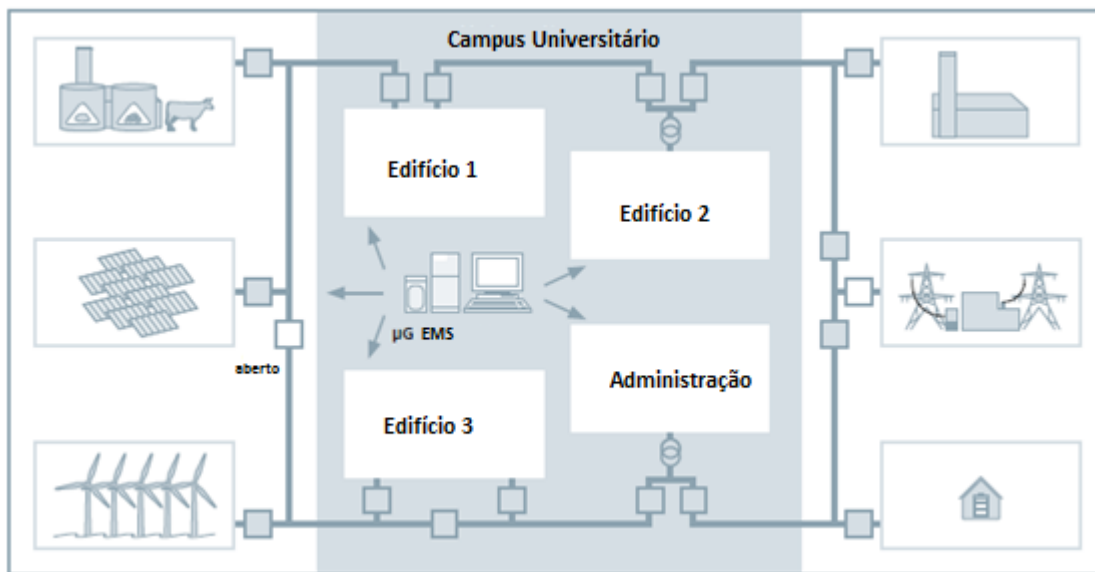 Campus Universitário
Edifício 1
Edifício 2
µG EMS
aberto
Administração
Edifício 3